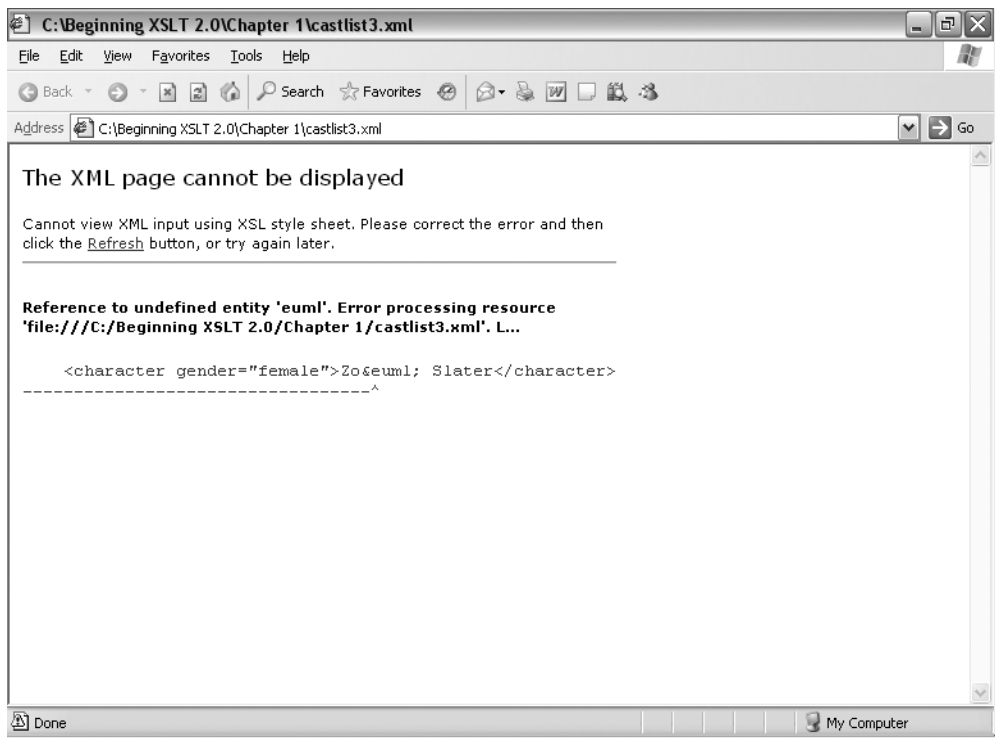 C:\Beginning XSLT 2.0\Chapter 1\castlist3.xml
File Edit View Favorites Tools Help
Back Search Favorites
Address C:\Beginning XSLT 2.0\Chapter 1\castlist3.xml Go
The XML page cannot be displayed
Cannot view XML input using XSL style sheet. Please correct the error and then
click the Refresh button, or try again later.
Reference to undefined entity 'euml'. Error processing resource
'file:///C:/Beginning XSLT 2.0/Chapter 1/castlist3.xml'. L...
<character gender="female">Zo&euml; Slater</character>
----------------------------------^
Done My Computer